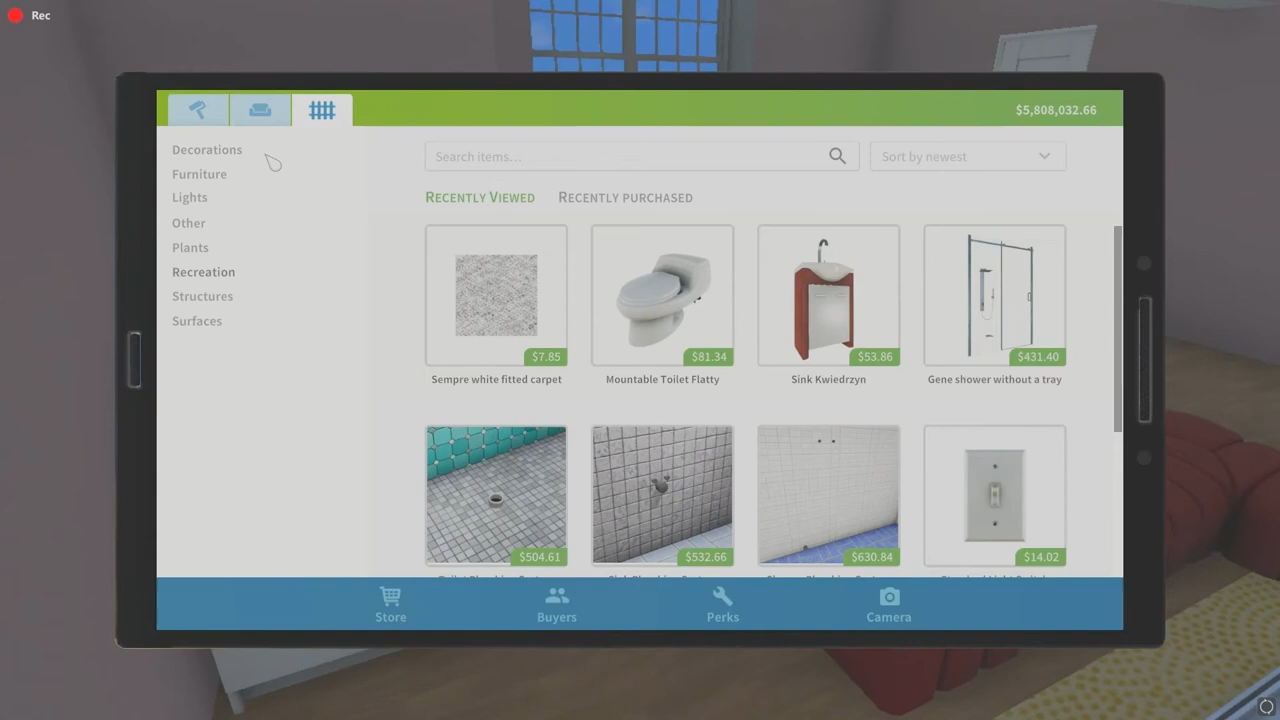 Rec
$5,808,032.66
Decorations
Furniture
Lights
Other
Plants
Recreation
Structures
Surfaces
Search items...
Sort by newest
RECENTLY VIEWED
RECENTLY PURCHASED
$7.85
$81.34
$53.86
$431.40
Sempre white fitted carpet
Mountable Toilet Flatty
Sink Kwiedrzyn
Gene shower without a tray
$504.61
$532.66
$630.84
$14.02
Store
Buyers
Perks
Camera